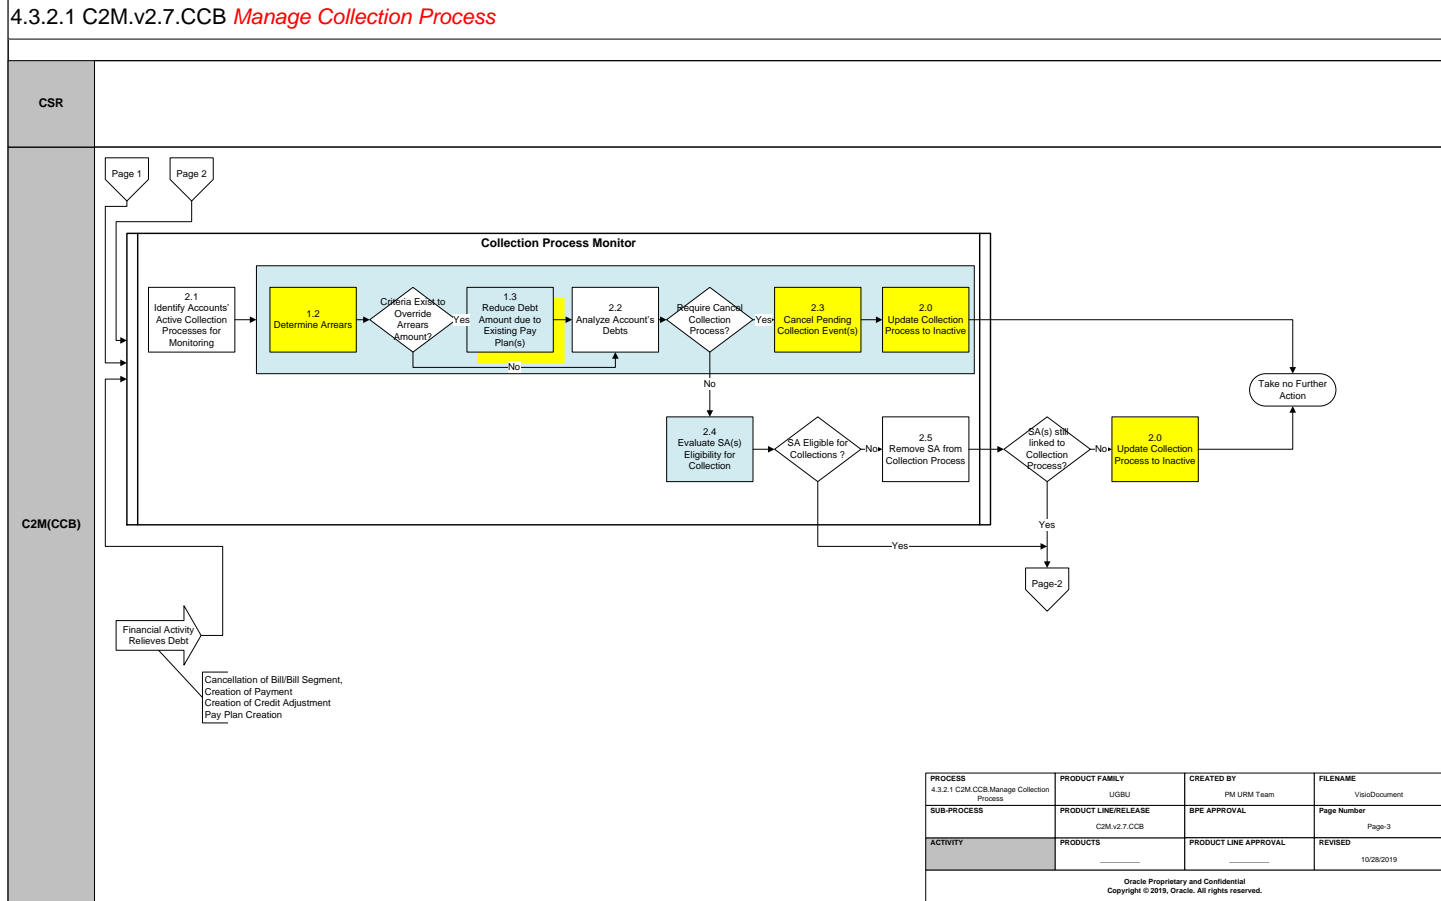 4.3.2.1 C2M.v2.7.CCB Manage Collection Process
CSR
C2M(CCB)
Page 1
Page 2
Collection Process Monitor
2.1
Identify Accounts'
Active Collection
Processes for
Monitoring
1.2
Determine Arrears
Criteria Exist to
Override
Arrears
Amount?
Yes
No
1.3
Reduce Debt
Amount due to
Existing Pay
Plan(s)
2.2
Analyze Account's
Debts
Require Cancel
Collection
Process?
Yes
No
2.3
Cancel Pending
Collection Event(s)
2.0
Update Collection
Process to Inactive
Take no Further
Action
2.4
Evaluate SA(s)
Eligibility for
Collection
SA Eligible for
Collections ?
No
Yes
2.5
Remove SA from
Collection Process
SA(s) still
linked to
Collection
Process?
No
Yes
2.0
Update Collection
Process to Inactive
Page-2
Financial Activity
Relieves Debt
Cancellation of Bill/Bill Segment,
Creation of Payment
Creation of Credit Adjustment
Pay Plan Creation
PROCESS
4.3.2.1 C2M.CCB.Manage Collection
Process
PRODUCT FAMILY
UGBU
CREATED BY
PM URM Team
FILENAME
VisioDocument
SUB-PROCESS
PRODUCT LINE/RELEASE
C2M.v2.7.CCB
BPE APPROVAL
Page Number
Page-3
ACTIVITY
PRODUCTS
__________
PRODUCT LINE APPROVAL
__________
REVISED
10/28/2019
Oracle Proprietary and Confidential
Copyright © 2019, Oracle. All rights reserved.